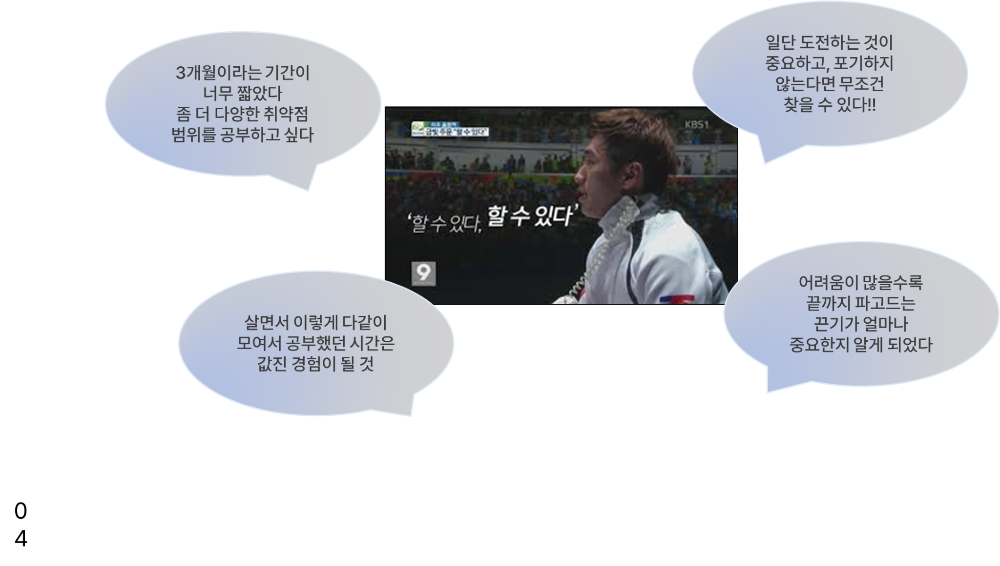 3개월이라는 기간이
너무 짧았다
좀 더 다양한 취약점
범위를 공부하고 싶다
일단 도전하는 것이
중요하고, 포기하지
않는다면 무조건
찾을 수 있다!!
KBS1
금빛 주문 "할 수 있다"
‘할 수 있다, 할 수 있다’
9
살면서 이렇게 다같이
모여서 공부했던 시간은
값진 경험이 될 것
어려움이 많을수록
끝까지 파고드는
끈기가 얼마나
중요한지 알게 되었다
0
4